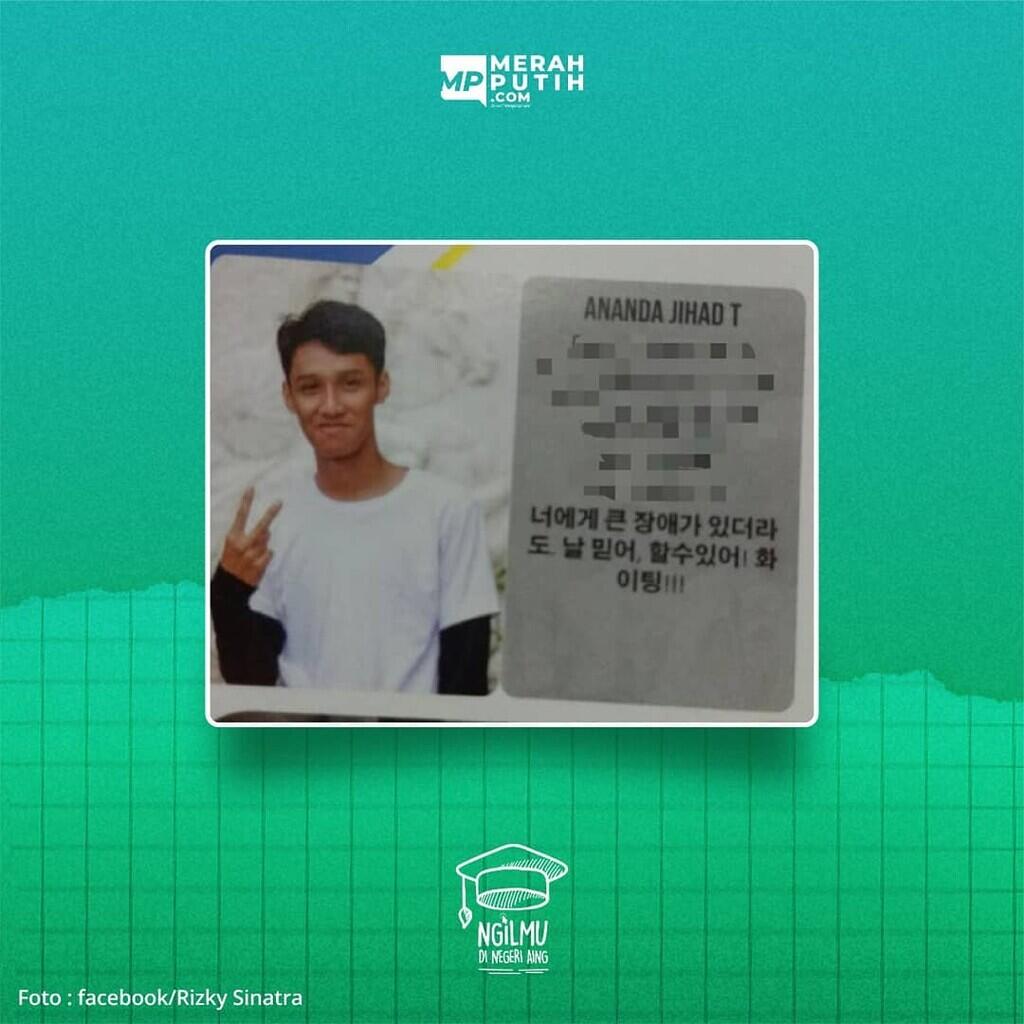 MP
MERAH
PUTIH
.COM
ANANDA JIHAD T
너에게 큰 장애가 있더라
도. 날 믿어, 할수있어! 화
이팅!!!
NGILMU
DI NEGERI AING
Foto : facebook/Rizky Sinatra